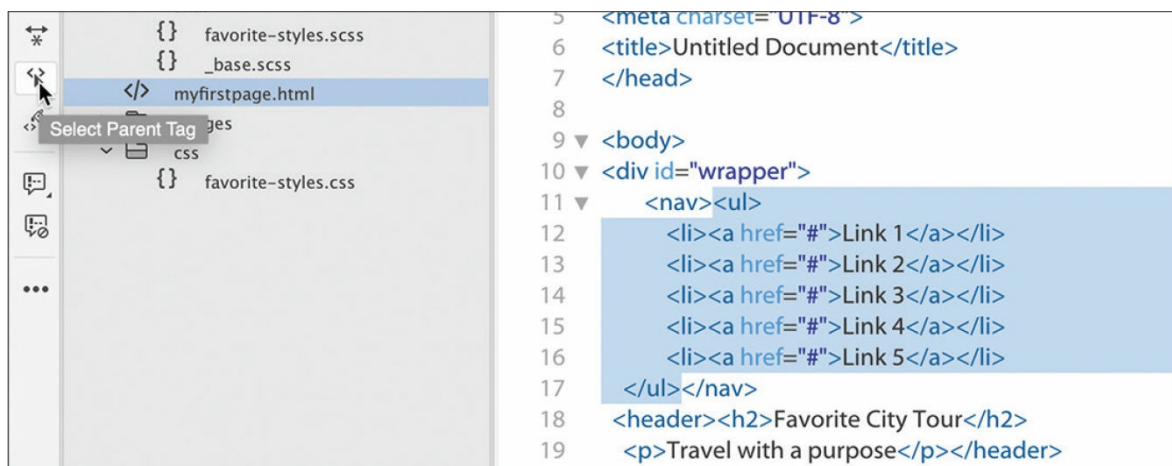 favorite-styles.scss
_base.scss
myfirstpage.html
Select Parent Tag
ges
css
favorite-styles.css
5 <meta charset="UTF-8">
6 <title>Untitled Document</title>
7 </head>
8
9 <body>
10 <div id="wrapper">
11 <nav><ul>
12 <li><a href="#">Link 1</a></li>
13 <li><a href="#">Link 2</a></li>
14 <li><a href="#">Link 3</a></li>
15 <li><a href="#">Link 4</a></li>
16 <li><a href="#">Link 5</a></li>
17 </ul></nav>
18 <header><h2>Favorite City Tour</h2>
19 <p>Travel with a purpose</p></header>